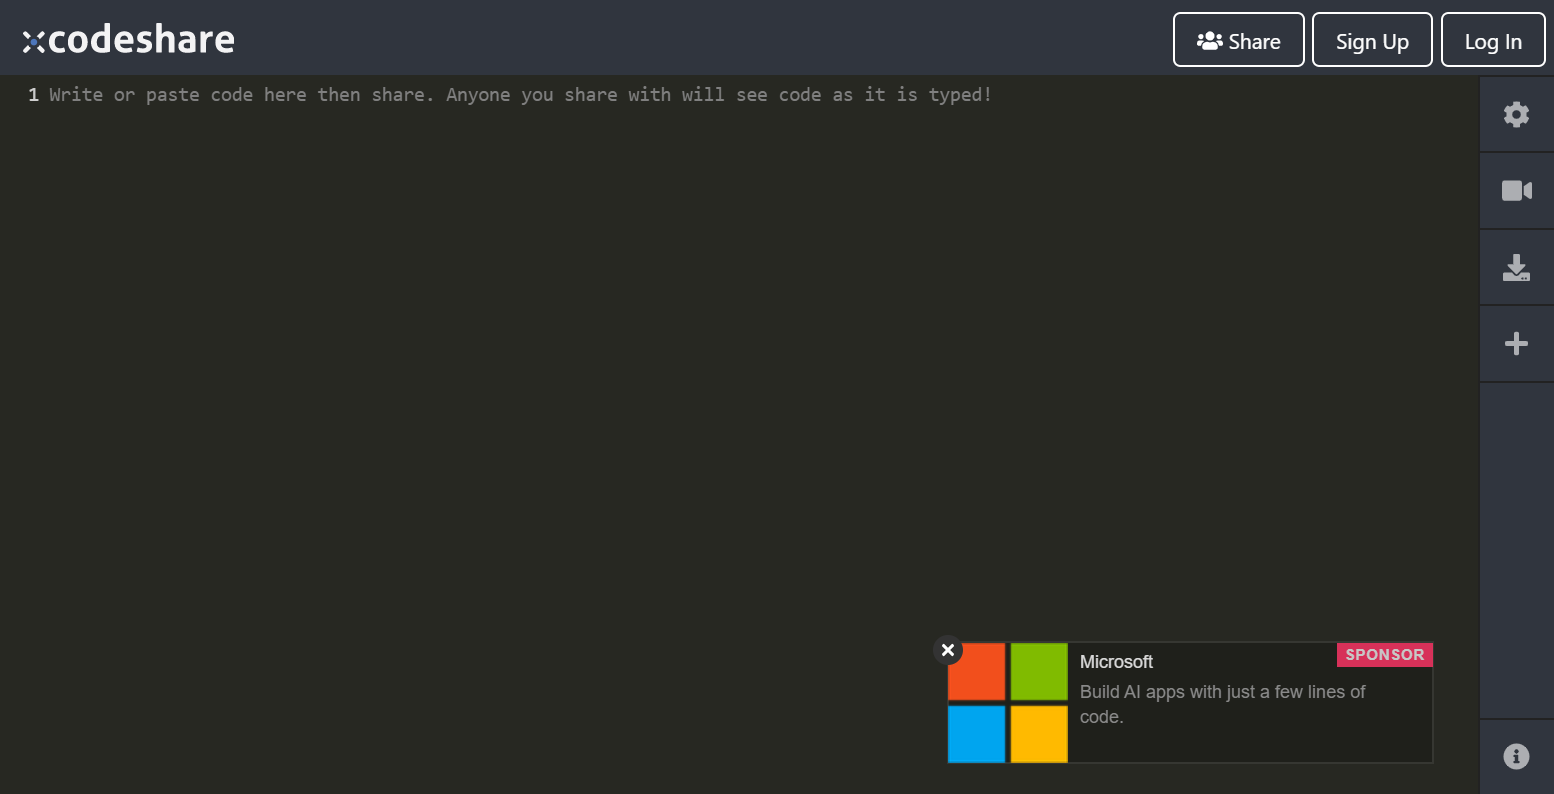 codeshare
Share
Sign Up
Log In
1 Write or paste code here then share. Anyone you share with will see code as it is typed!
Microsoft
SPONSOR
Build AI apps with just a few lines of
code.